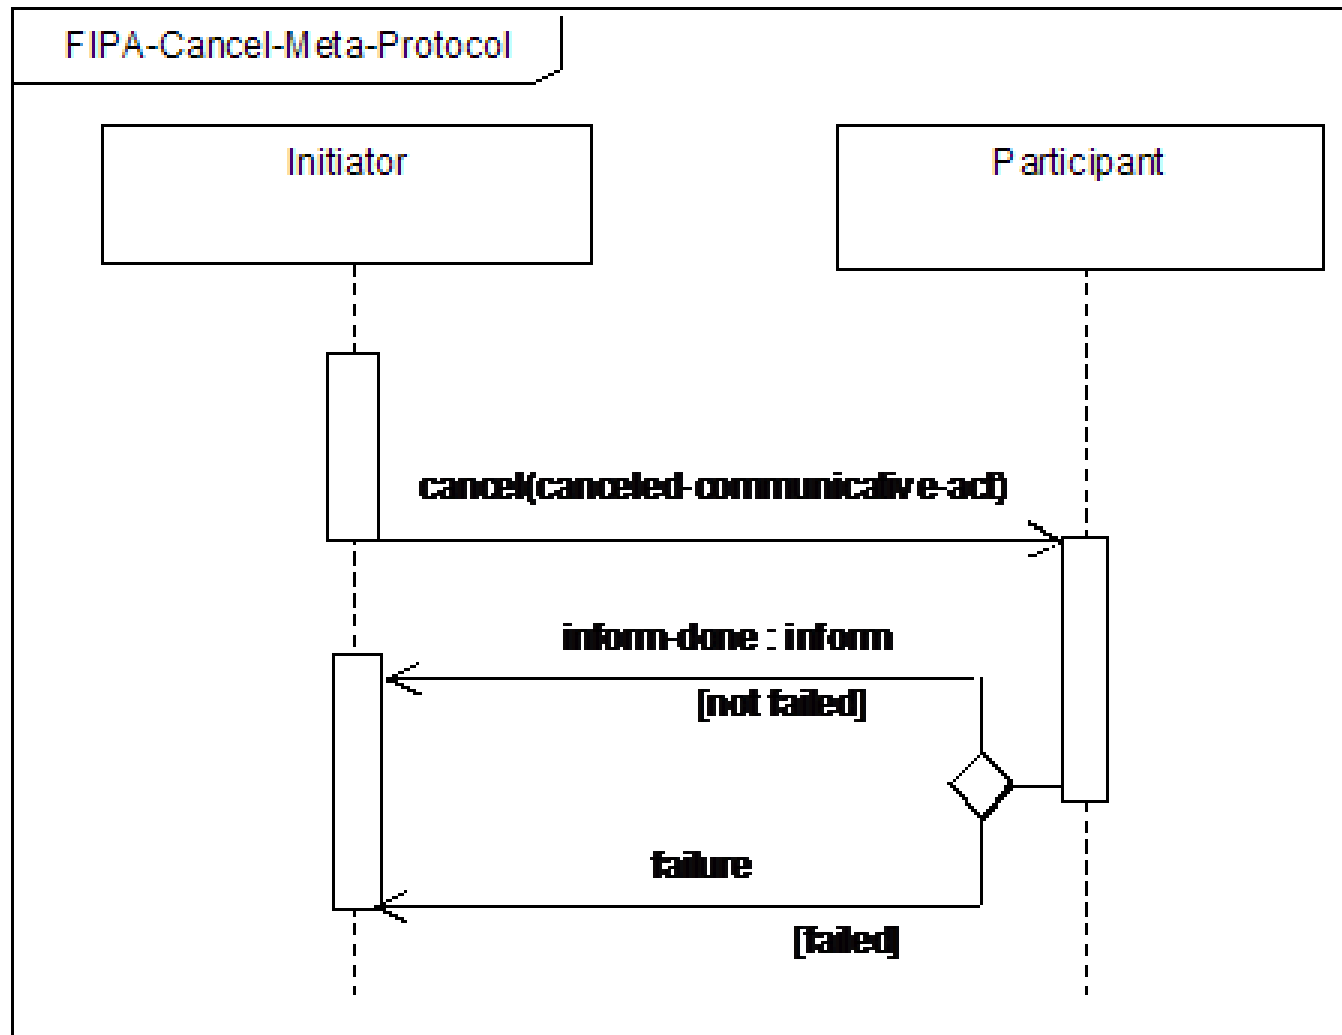 FIPA-Cancel-Meta-Protocol
Initiator
Participant
cancel(canceled-communicative-act)
inform-done : inform
[not failed]
failure
[failed]